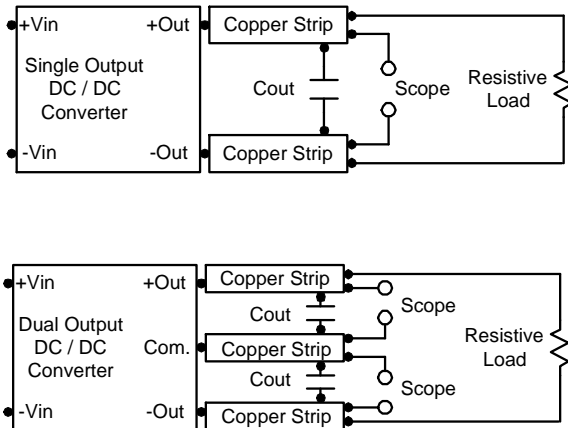 +Vin +Out Copper Strip
Single Output
DC / DC
Converter
Cout Scope Resistive
Load
-Vin -Out Copper Strip
+Vin +Out Copper Strip
Cout Scope
Dual Output
DC / DC
Converter
Com. Copper Strip
Resistive
Load
Cout Scope
-Vin -Out Copper Strip